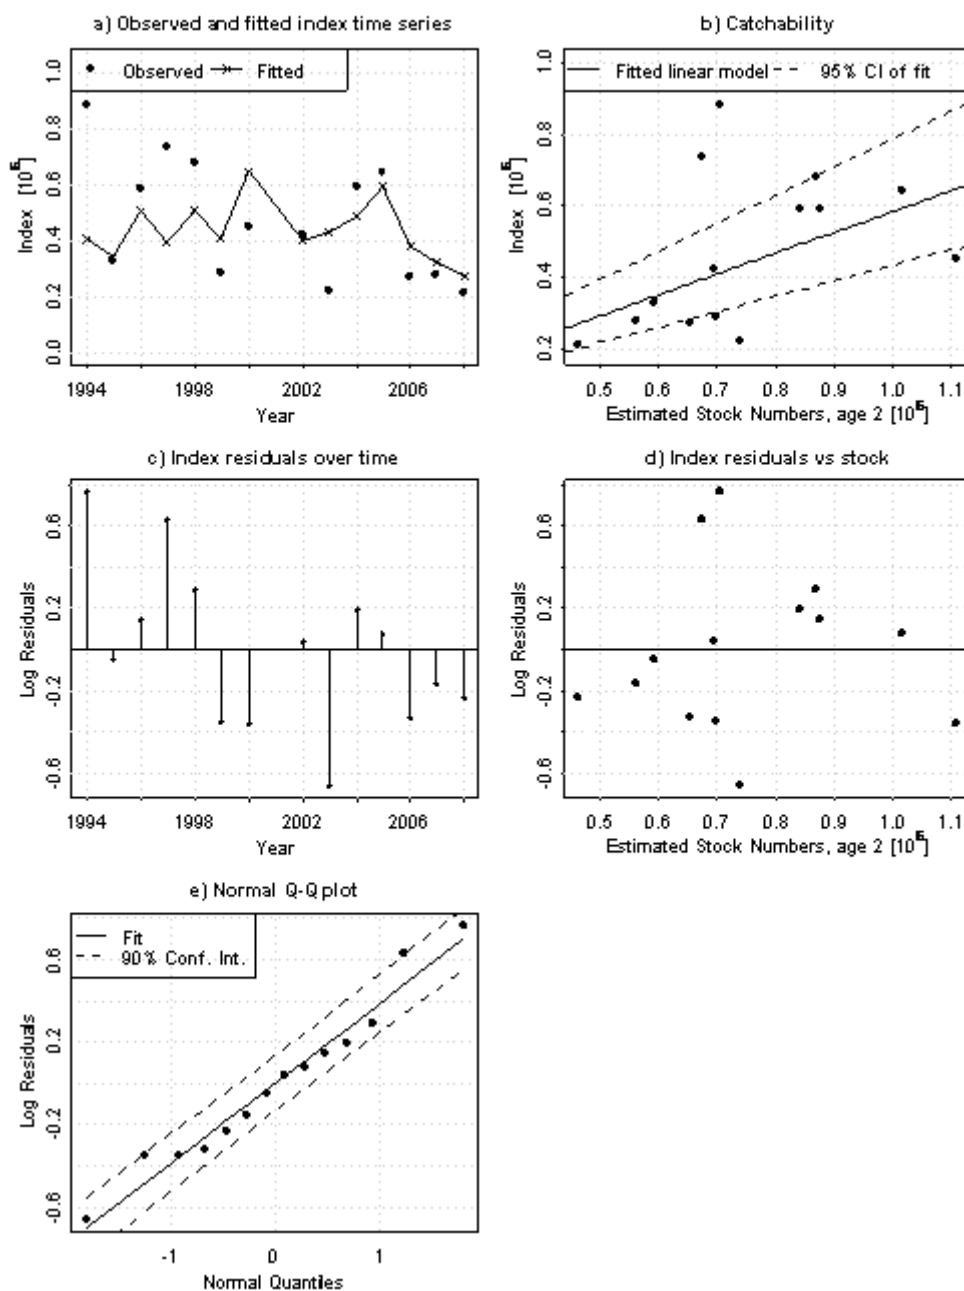 a) Observed and fitted index time series
Observed Fitted
Index [10^6]
0.0 0.2 0.4 0.6 0.8 1.0
1994 1998 2002 2006
Year
b) Catchability
Fitted linear model 95% CI of fit
Index
0.2 0.4 0.6 0.8 1.0
0.5 0.6 0.7 0.8 0.9 1.0 1.1
Estimated Stock Numbers, age 2
c) Index residuals over time
Log Residuals
-0.6 -0.2 0.2 0.6
1994 1998 2002 2006
Year
d) Index residuals vs stock
Log Residuals
-0.6 -0.2 0.2 0.6
0.5 0.6 0.7 0.8 0.9 1.0 1.1
Estimated Stock Numbers, age 2
e) Normal Q-Q plot
Fit
90% Conf. Int.
Log Residuals
-0.6 -0.2 0.2 0.6
-1 0 1
Normal Quantiles